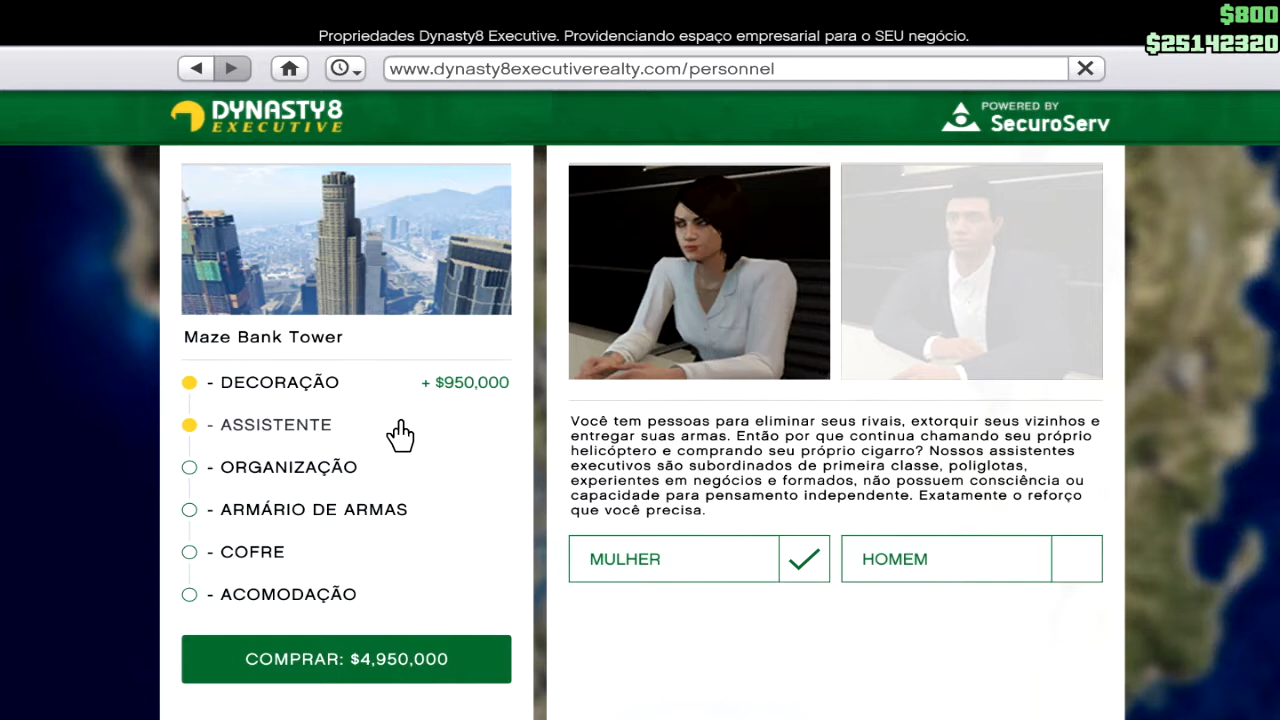 $800
Propriedades Dynasty8 Executive. Providenciando espaço empresarial para o SEU negócio.
$25142320
www.dynasty8executiverealty.com/personnel
DYNASTY8
EXECUTIVE
POWERED BY
SecuroServ
Maze Bank Tower
- DECORAÇÃO + $950,000
- ASSISTENTE
- ORGANIZAÇÃO
- ARMÁRIO DE ARMAS
- COFRE
- ACOMODAÇÃO
COMPRAR: $4,950,000
Você tem pessoas para eliminar seus rivais, extorquir seus vizinhos e
entregar suas armas. Então por que continua chamando seu próprio
helicóptero e comprando seu próprio cigarro? Nossos assistentes
executivos são subordinados de primeira classe, poliglotas,
experientes em negócios e formados, não possuem consciência ou
capacidade para pensamento independente. Exatamente o reforço
que você precisa.
MULHER
HOMEM